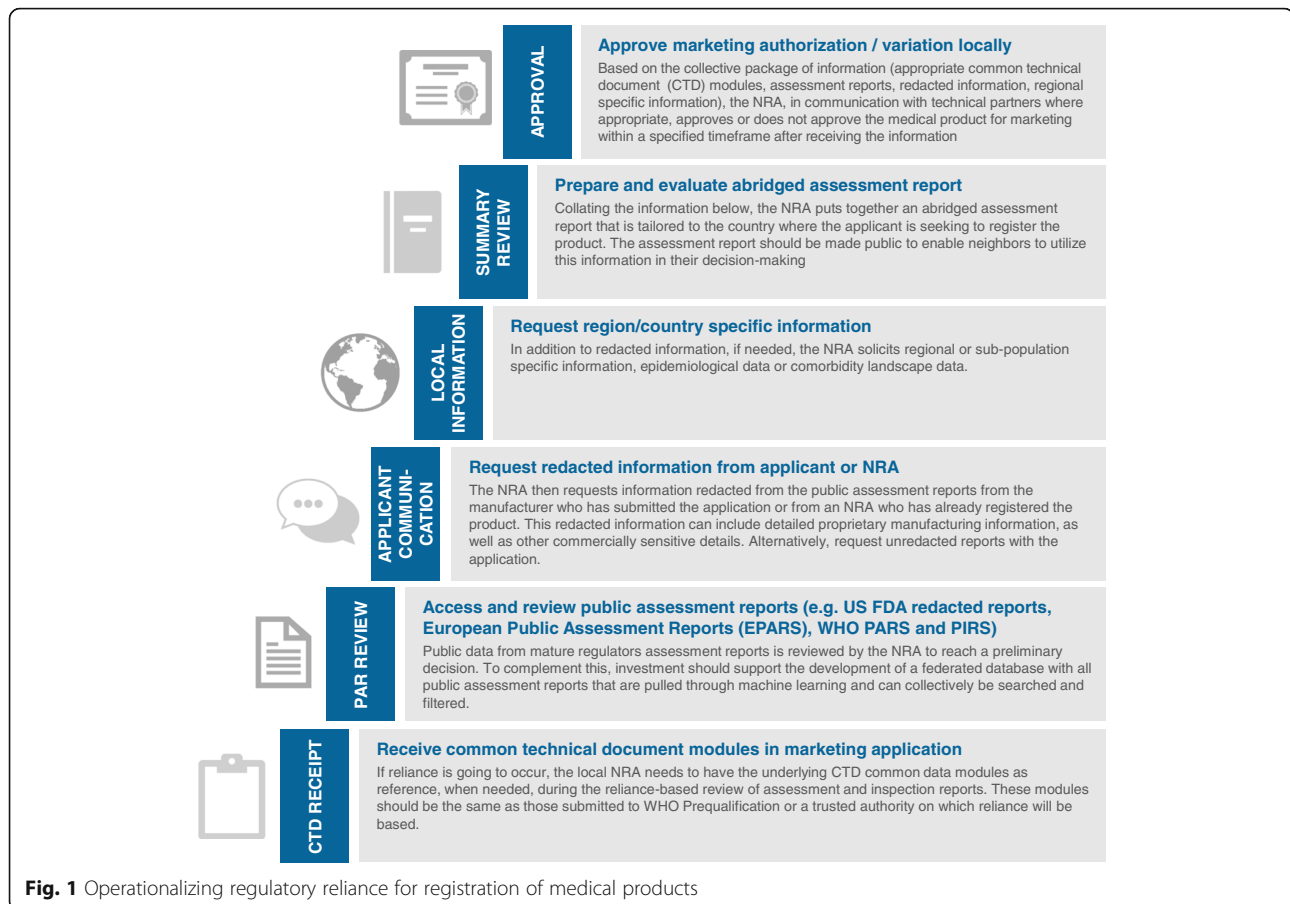 APPROVAL
Approve marketing authorization / variation locally
Based on the collective package of information (appropriate common technical
document (CTD) modules, assessment reports, redacted information, regional
specific information), the NRA, in communication with technical partners where
appropriate, approves or does not approve the medical product for marketing
within a specified timeframe after receiving the information
SUMMARY
REVIEW
Prepare and evaluate abridged assessment report
Collating the information below, the NRA puts together an abridged assessment
report that is tailored to the country where the applicant is seeking to register the
product. The assessment report should be made public to enable neighbors to utilize
this information in their decision-making
LOCAL
INFORMATION
Request region/country specific information
In addition to redacted information, if needed, the NRA solicits regional or sub-population
specific information, epidemiological data or comorbidity landscape data.
APPLICANT
COMMUNI-
CATION
Request redacted information from applicant or NRA
The NRA then requests information redacted from the public assessment reports from the
manufacturer who has submitted the application or from an NRA who has already registered the
product. This redacted information can include detailed proprietary manufacturing information, as
well as other commercially sensitive details. Alternatively, request unredacted reports with the
application.
PAR REVIEW
Access and review public assessment reports (e.g. US FDA redacted reports,
European Public Assessment Reports (EPARS), WHO PARS and PIRS)
Public data from mature regulators assessment reports is reviewed by the NRA to reach a preliminary
decision. To complement this, investment should support the development of a federated database with all
public assessment reports that are pulled through machine learning and can collectively be searched and
filtered.
CTD RECEIPT
Receive common technical document modules in marketing application
If reliance is going to occur, the local NRA needs to have the underlying CTD common data modules as
reference, when needed, during the reliance-based review of assessment and inspection reports. These modules
should be the same as those submitted to WHO Prequalification or a trusted authority on which reliance will be
based.
Fig. 1 Operationalizing regulatory reliance for registration of medical products